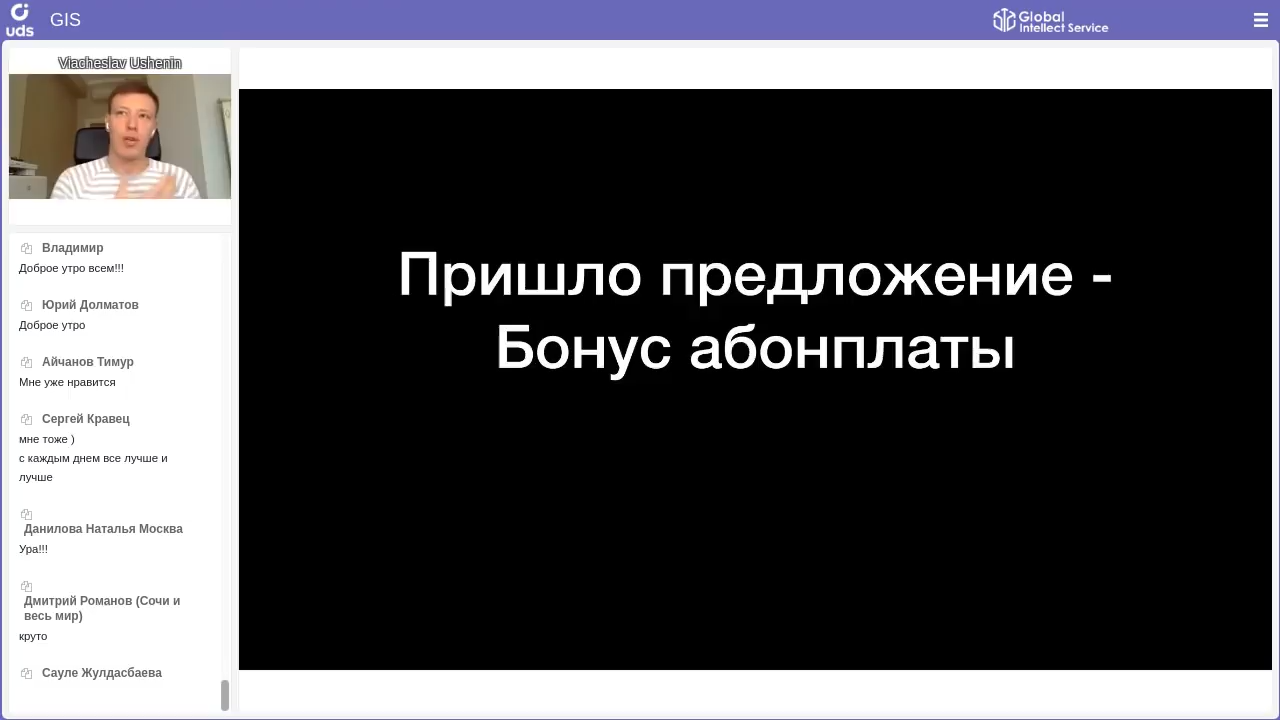 uds
GIS
Global
Intellect Service
Viacheslav Ushenin
Пришло предложение -
Бонус абонплаты
Владимир
Доброе утро всем!!!
Юрий Долматов
Доброе утро
Айчанов Тимур
Мне уже нравится
Сергей Кравец
мне тоже )
с каждым днем все лучше и
лучше
Данилова Наталья Москва
Ура!!!
Дмитрий Романов (Сочи и
весь мир)
круто
Сауле Жулдасбаева